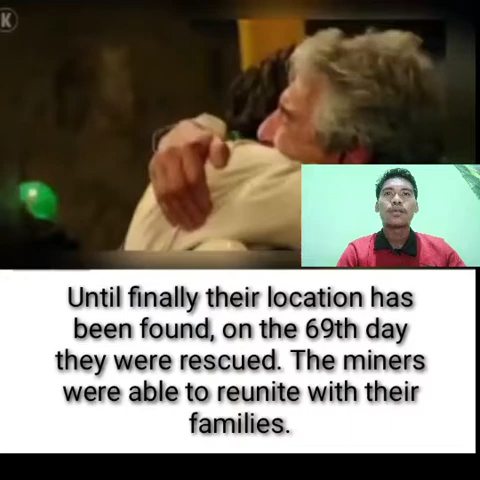 K
Until finally their location has
been found, on the 69th day
they were rescued. The miners
were able to reunite with their
families.